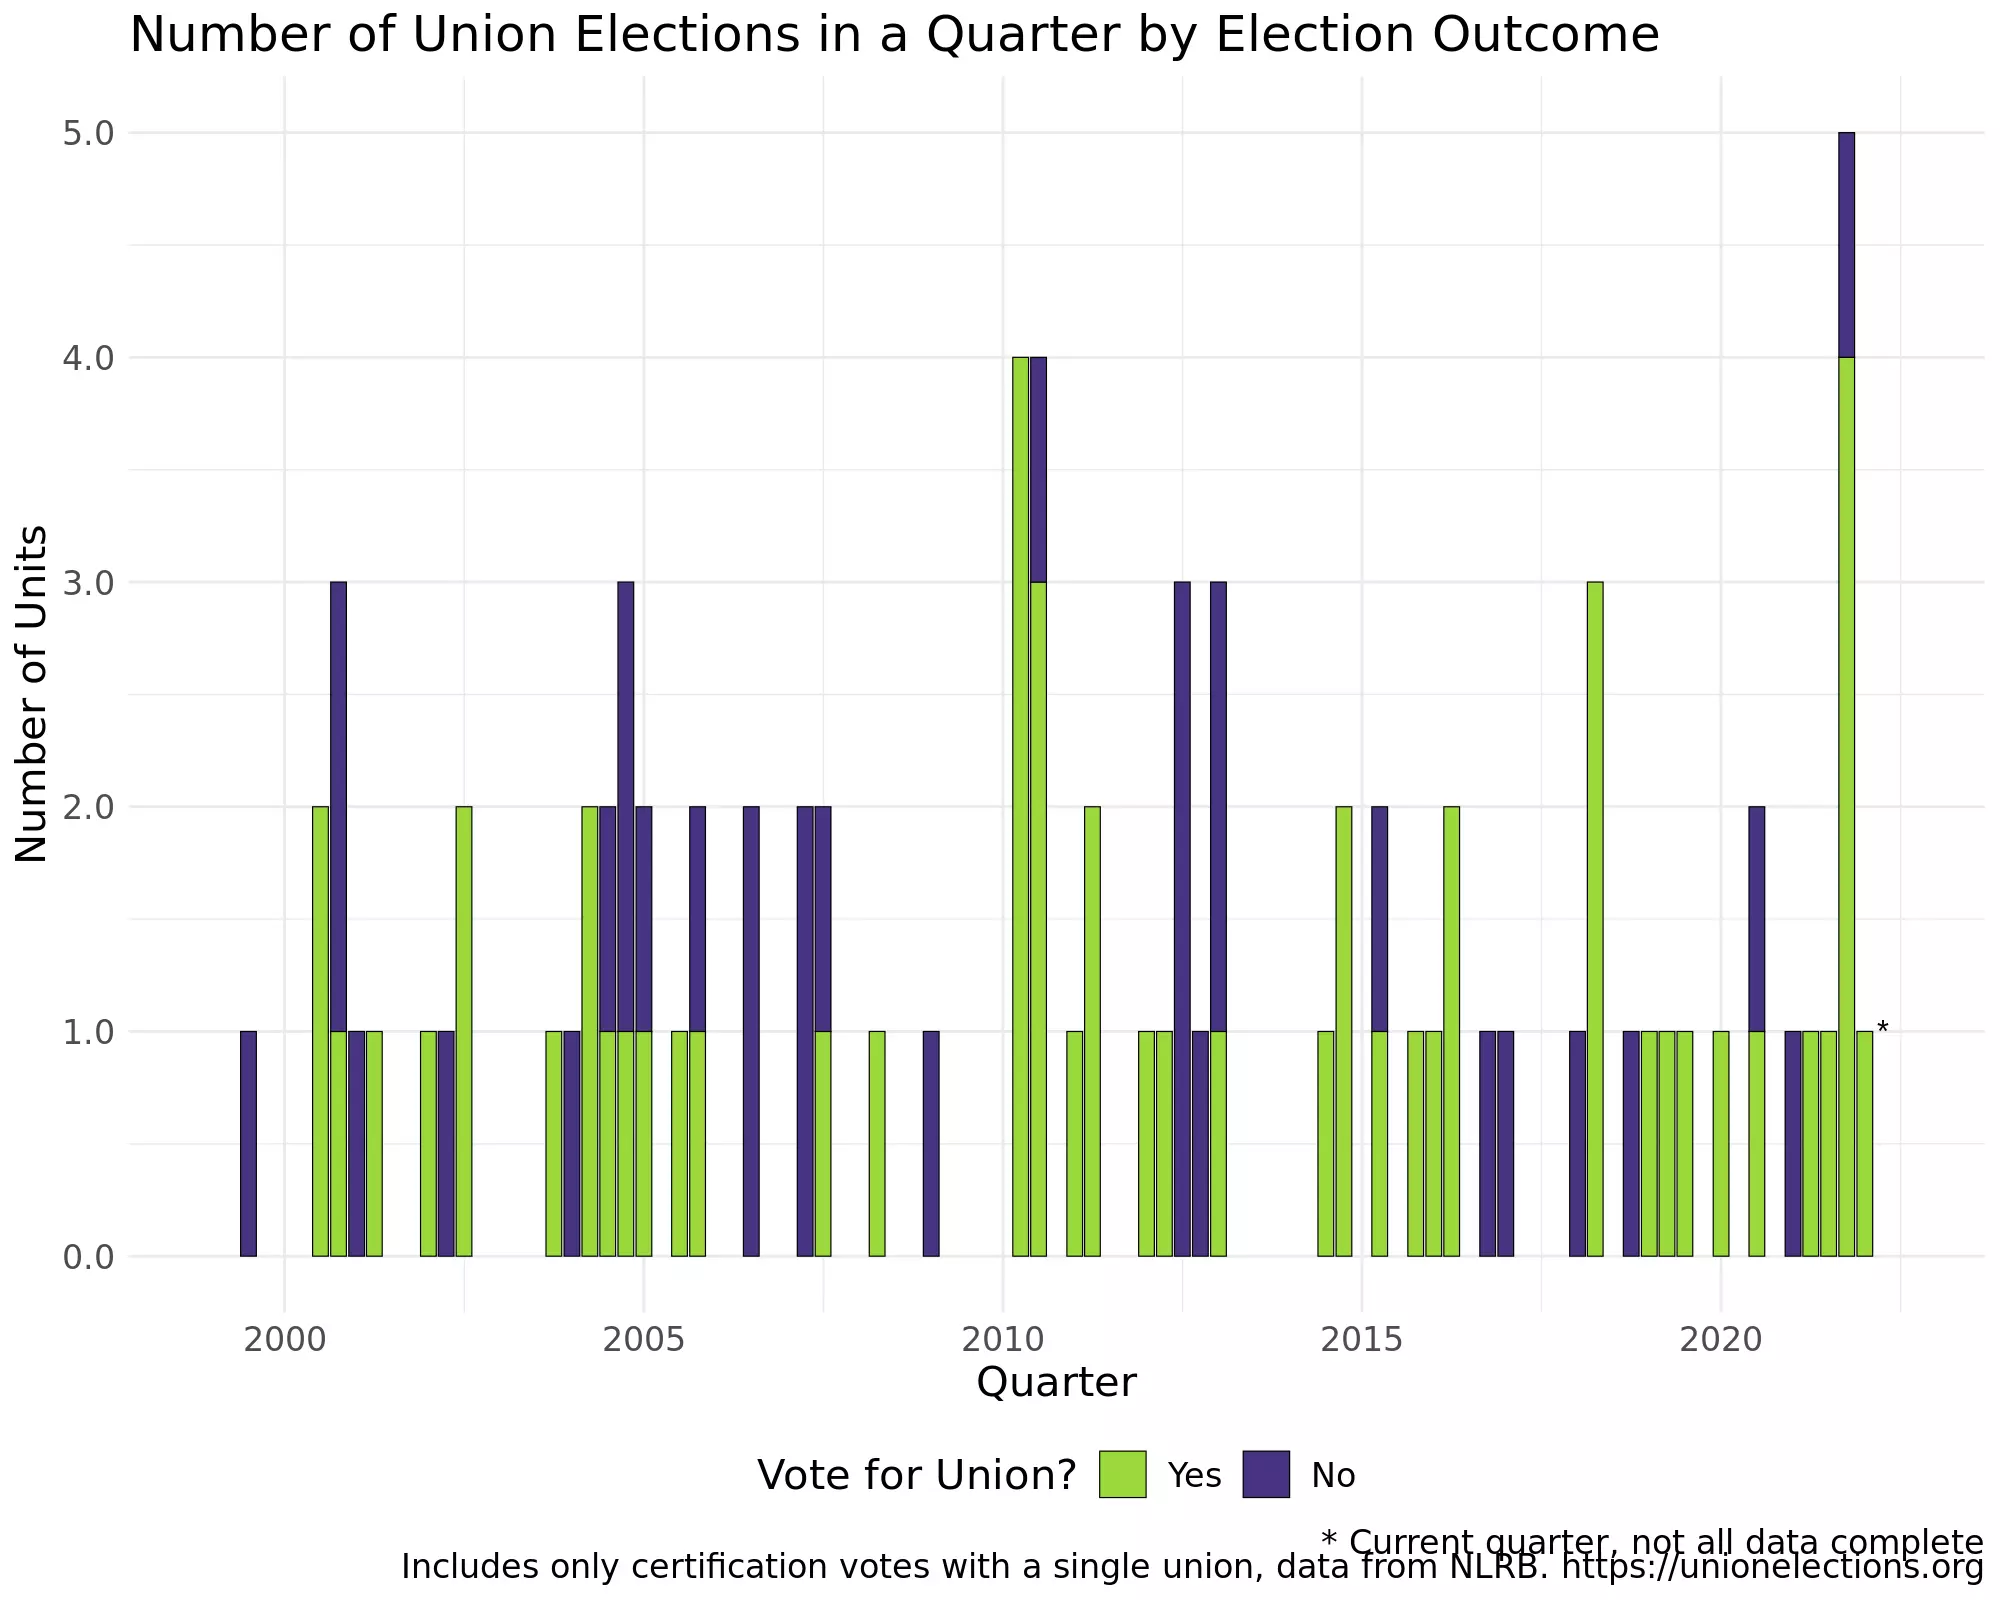 Number of Union Elections in a Quarter by Election Outcome
5.0
4.0
3.0
2.0
1.0
0.0
Number of Units
*
2000 2005 2010 2015 2020
Quarter
Vote for Union? Yes No
* Current quarter, not all data complete
Includes only certification votes with a single union, data from NLRB. https://unionelections.org